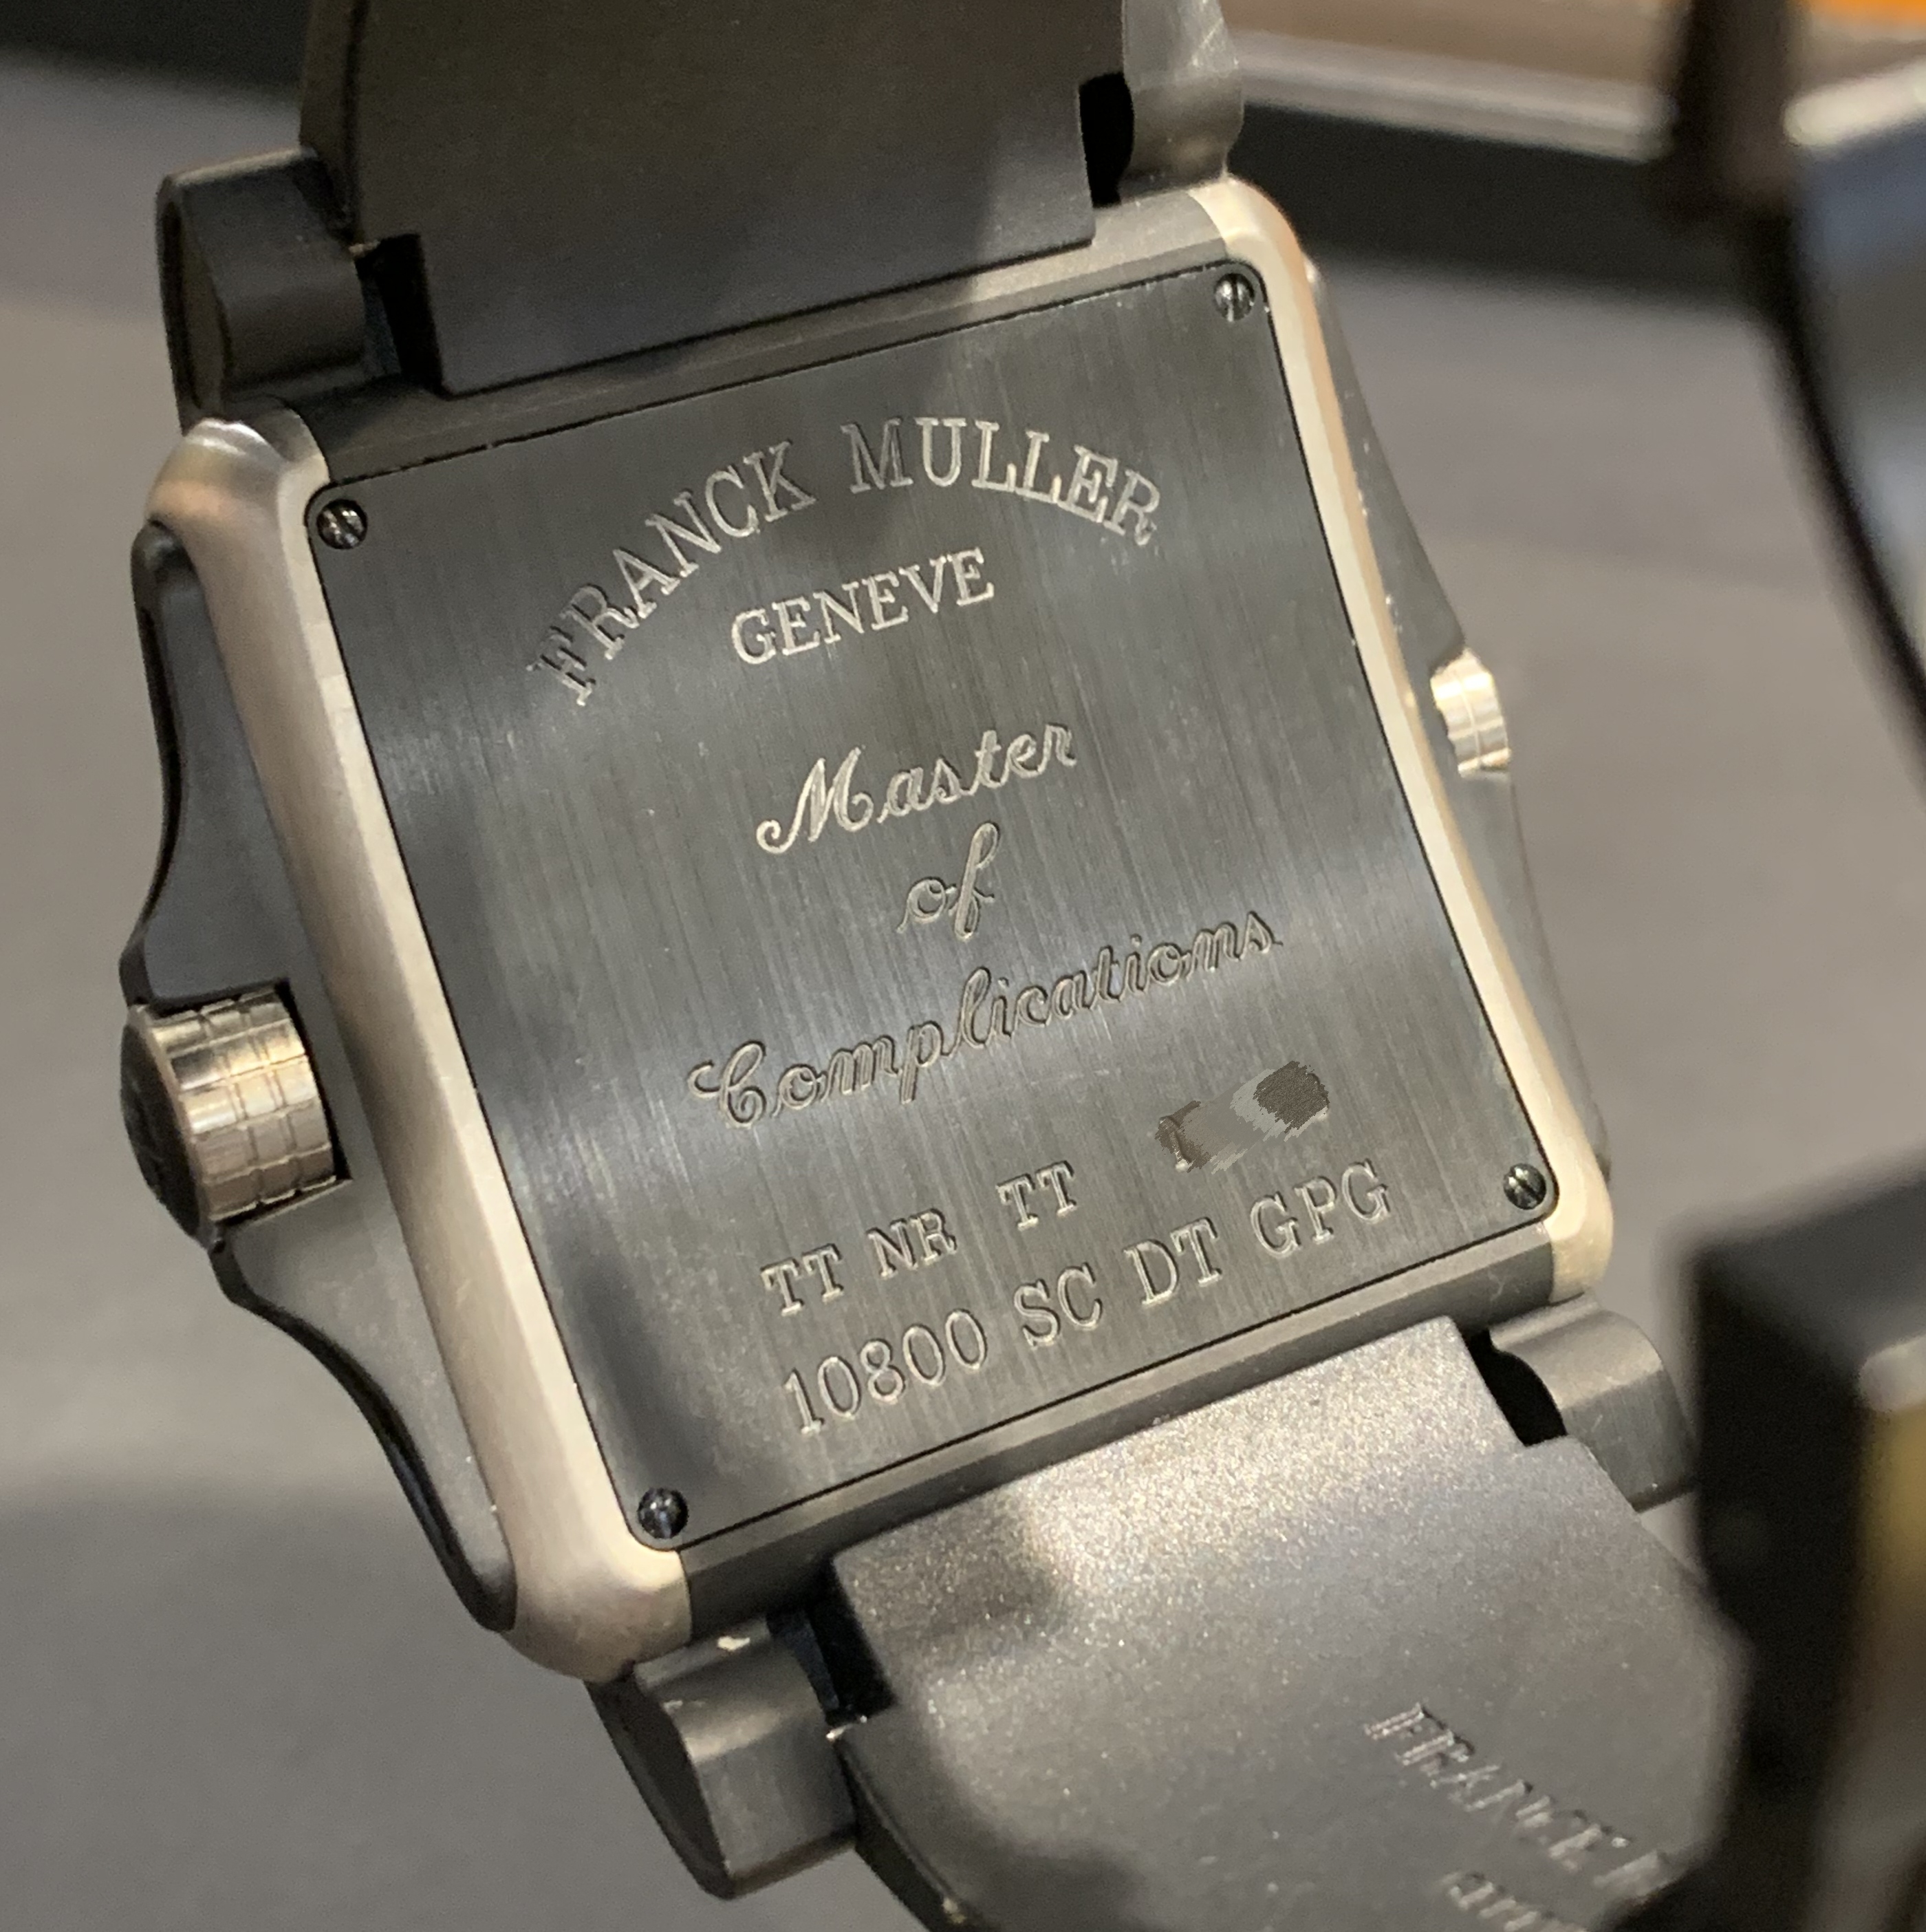 FRANCK MULLER
GENEVE
Master
of
Complications
TT NR TT
10800 SC DT GPG